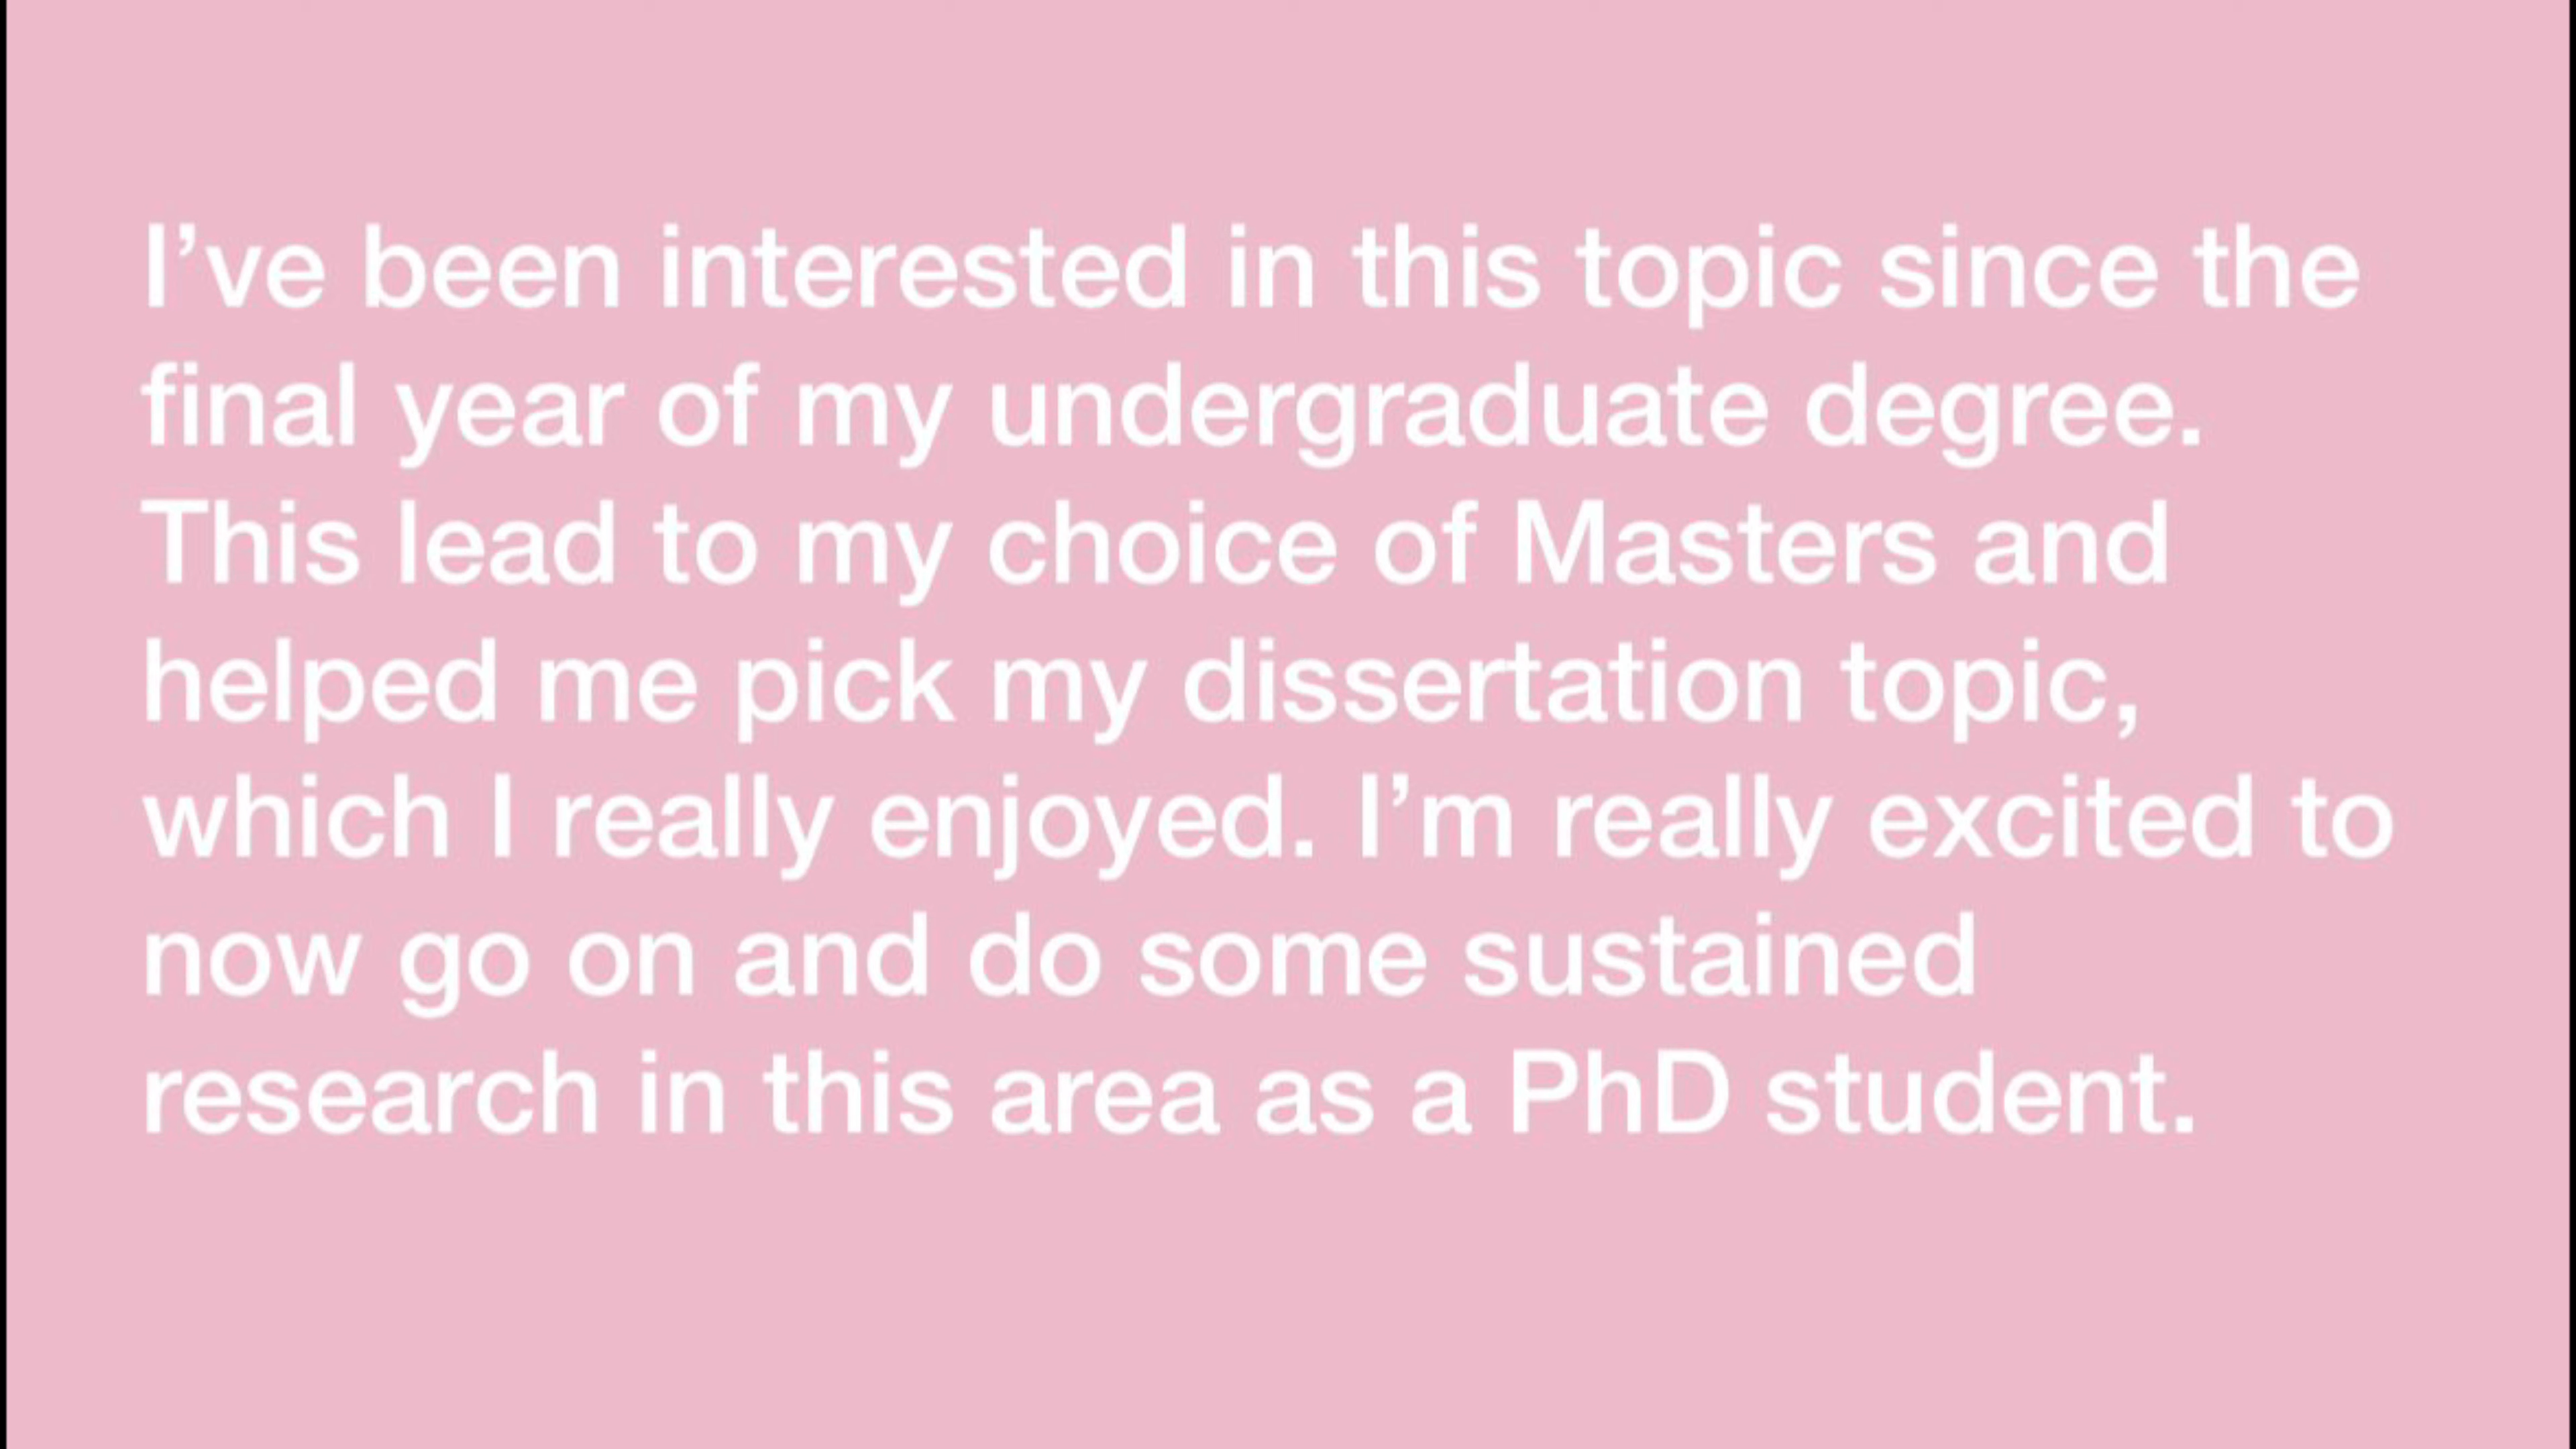 I’ve been interested in this topic since the
final year of my undergraduate degree.
This lead to my choice of Masters and
helped me pick my dissertation topic,
which I really enjoyed. I’m really excited to
now go on and do some sustained
research in this area as a PhD student.